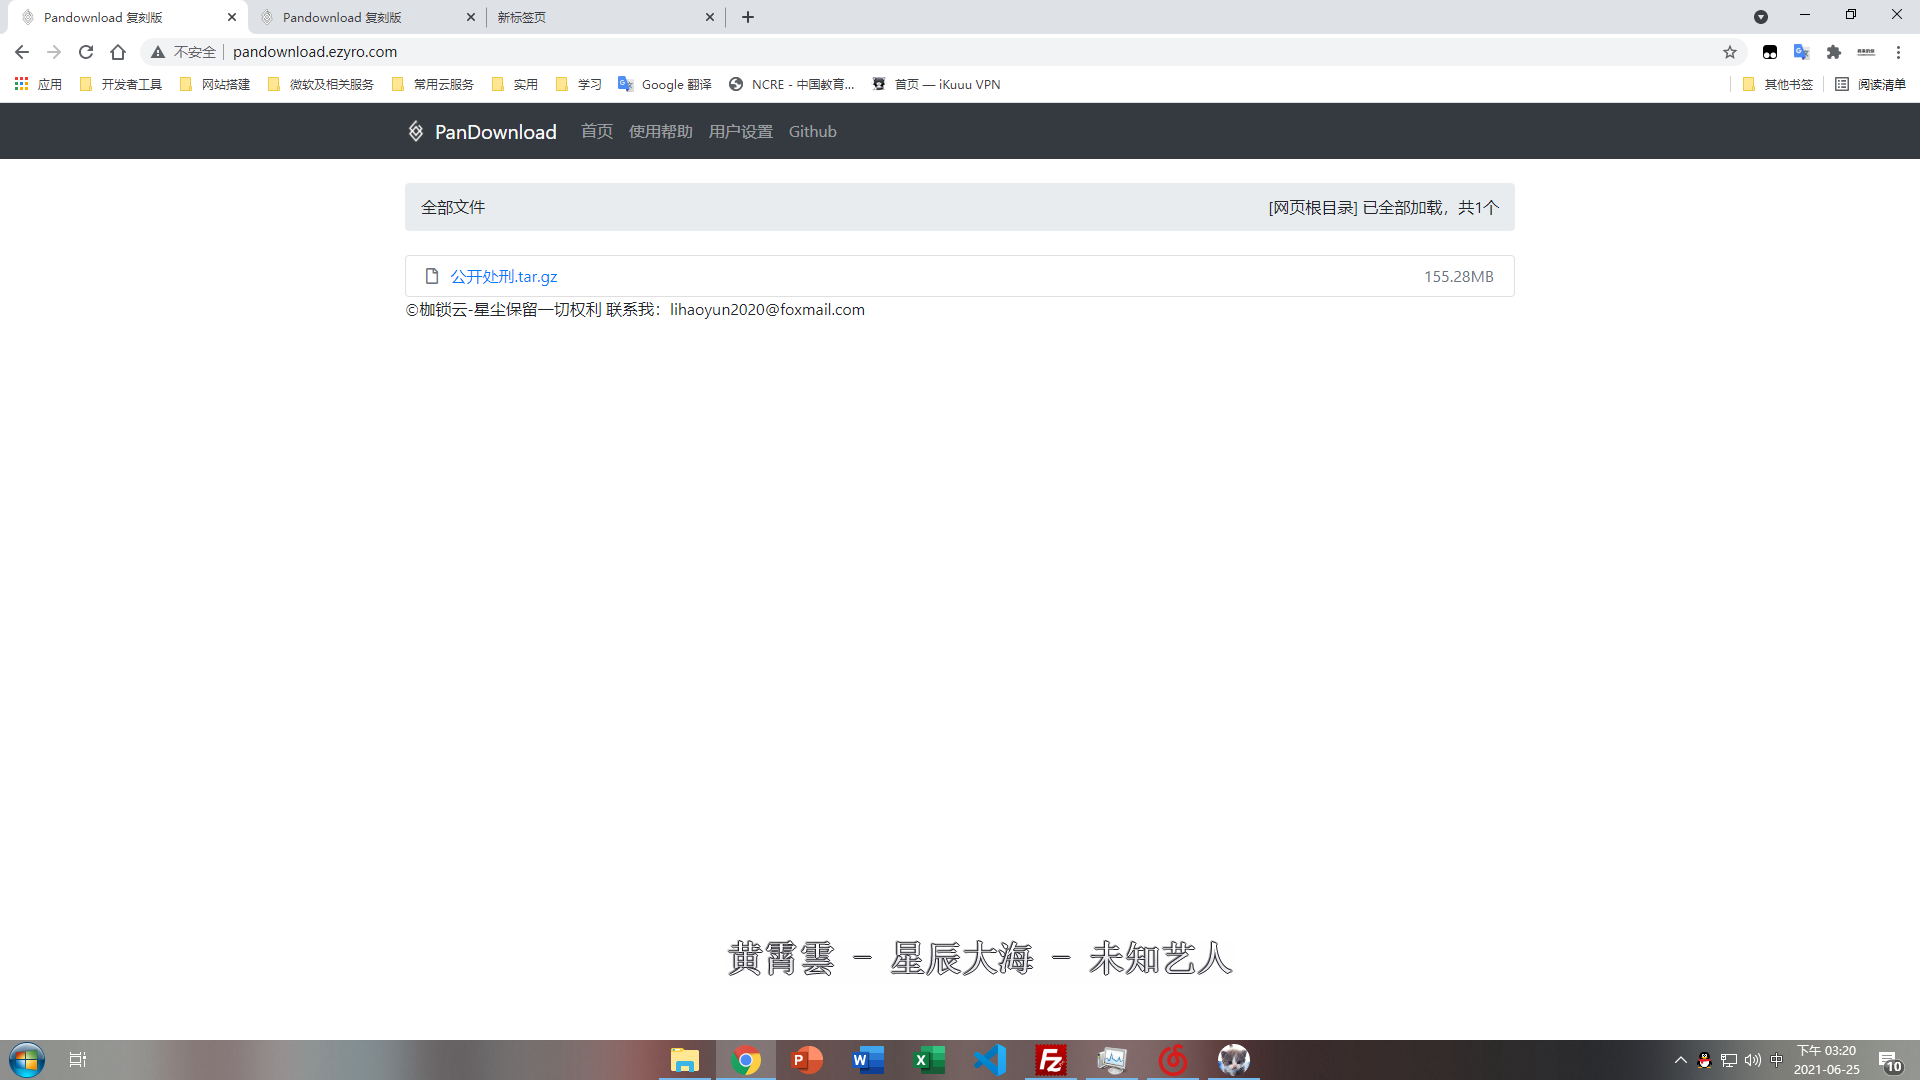 Pandownload 复刻版
Pandownload 复刻版
新标签页
不安全 pandownload.ezyro.com
应用 开发者工具 网站搭建 微软及相关服务 常用云服务 实用 学习 Google 翻译 NCRE - 中国教育... 首页 — iKuuu VPN 其他书签 阅读清单
PanDownload 首页 使用帮助 用户设置 Github
全部文件 [网页根目录] 已全部加载，共1个
公开处刑.tar.gz 155.28MB
©枷锁云-星尘保留一切权利 联系我：lihaoyun2020@foxmail.com
黄霄雲 - 星辰大海 - 未知艺人
中 下午 03:20
2021-06-25
10